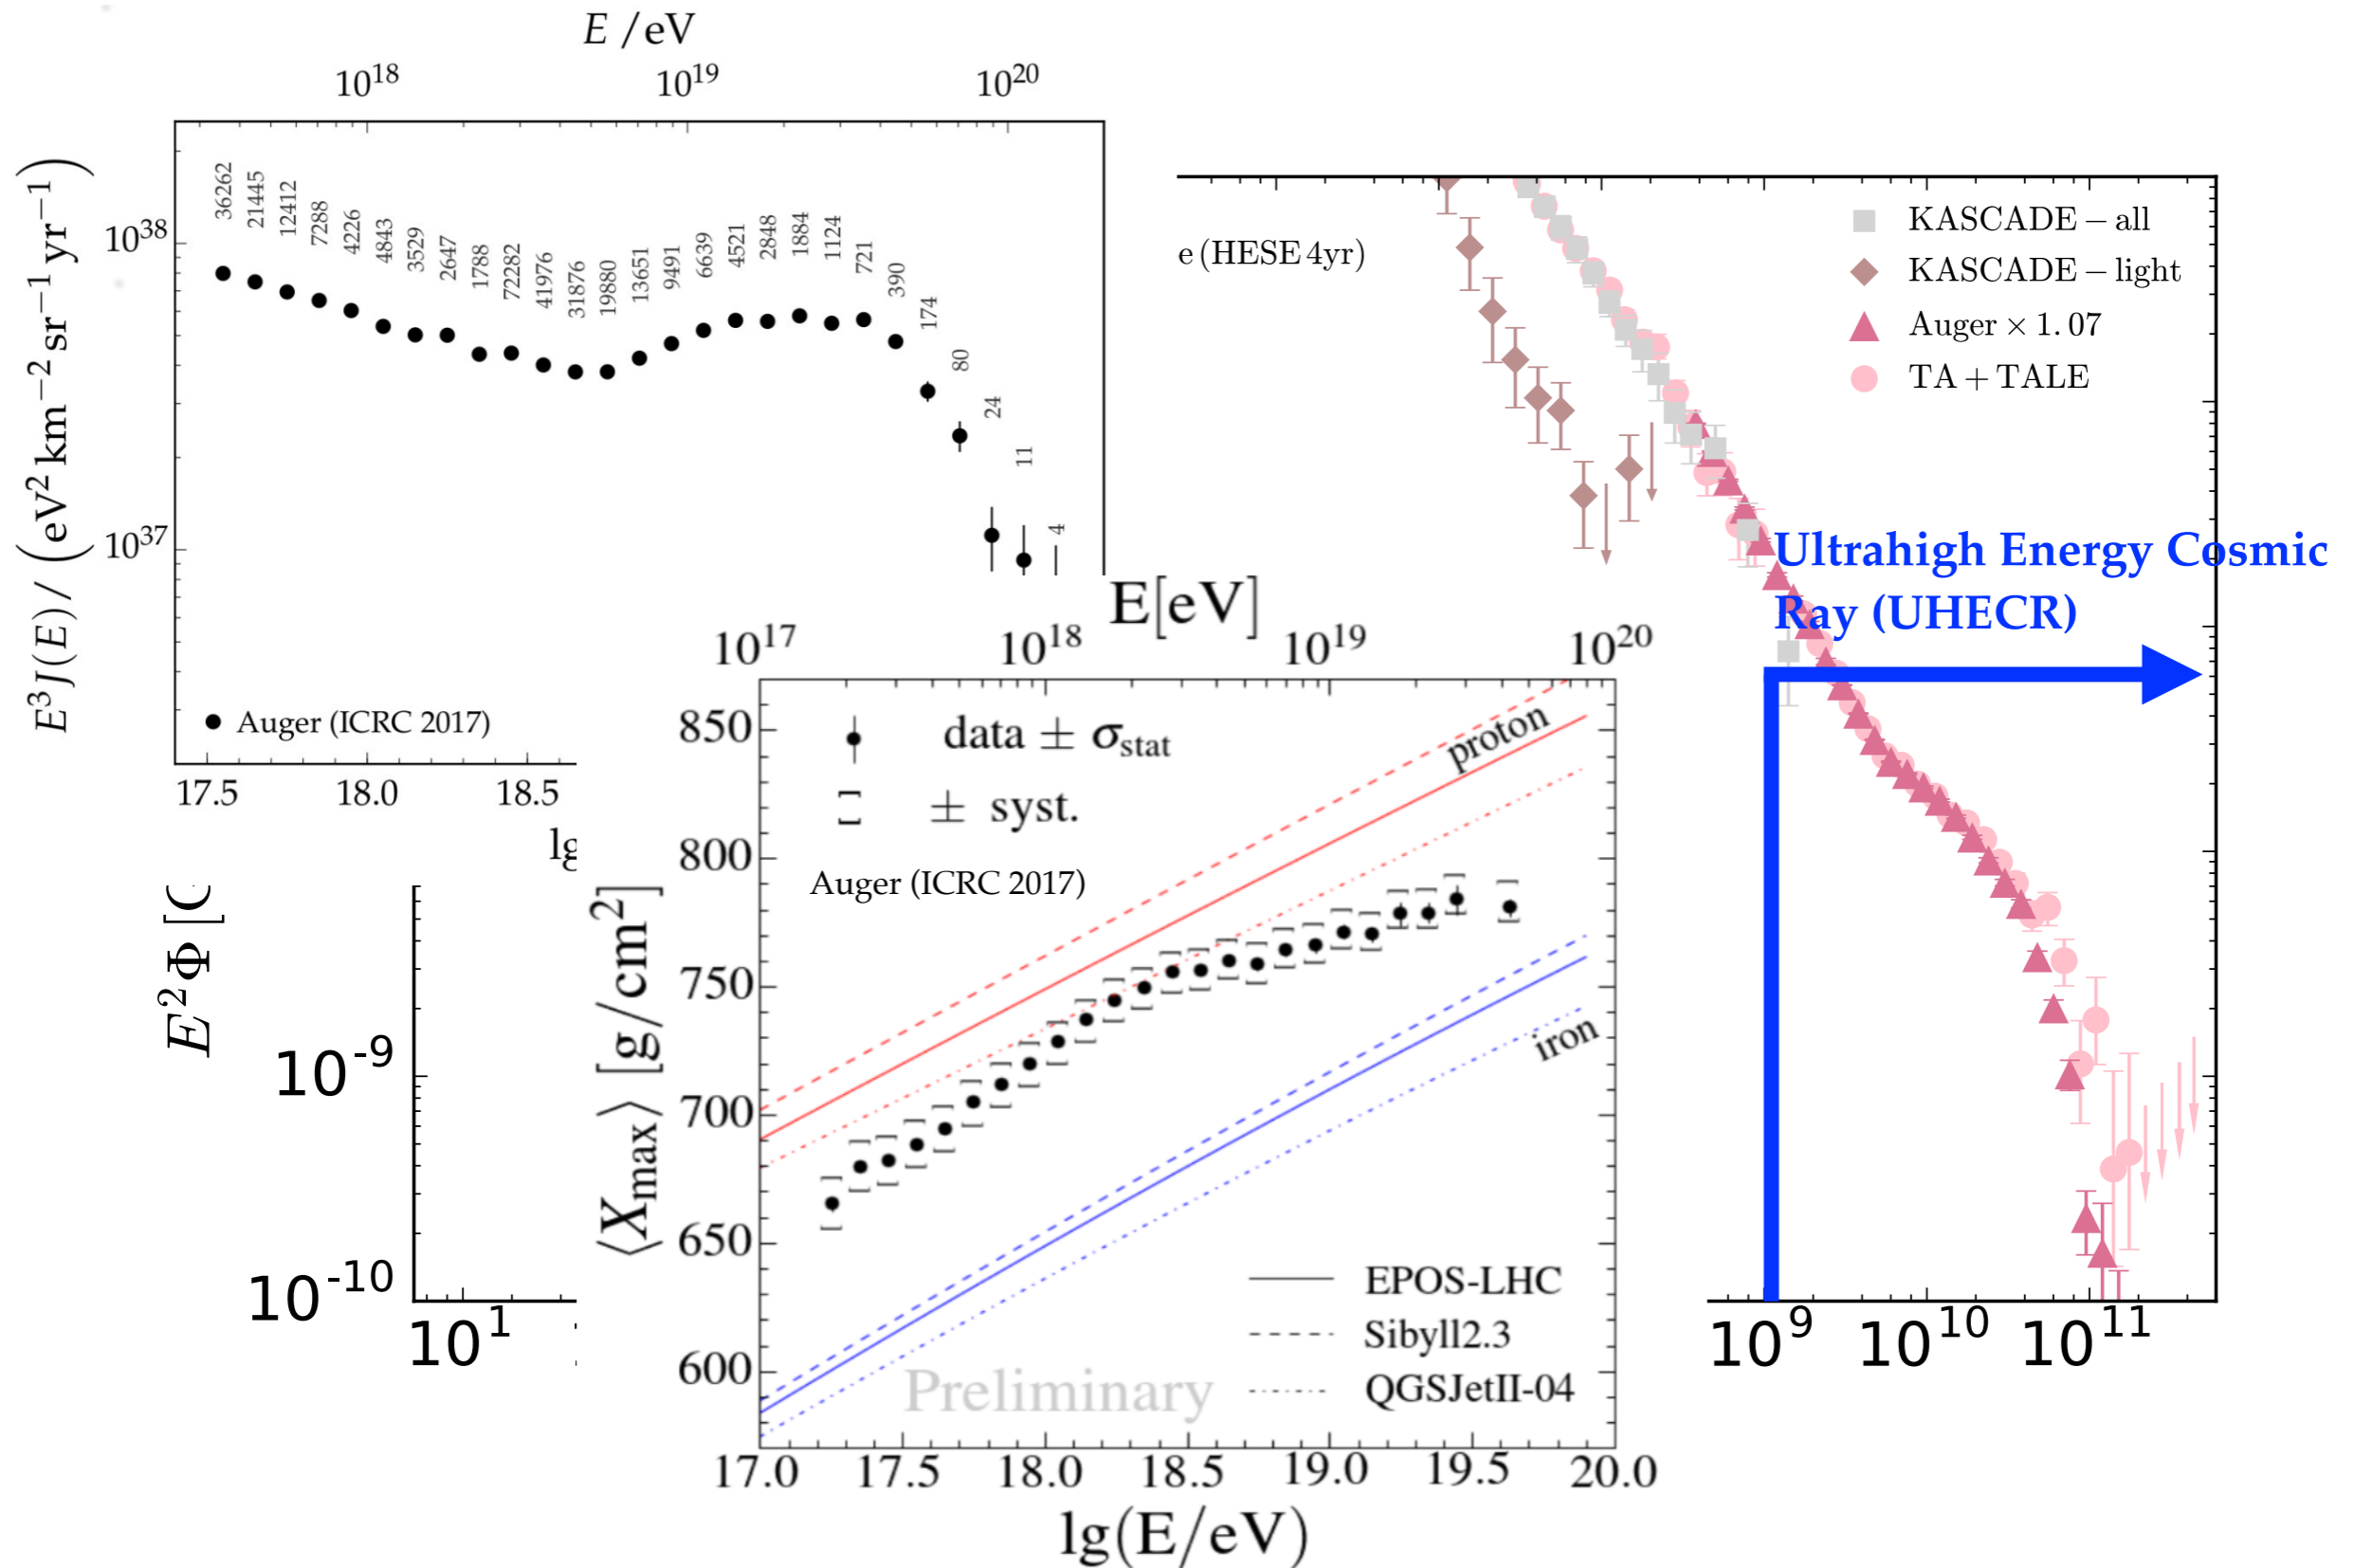 E /eV
10^18 10^19 10^20
E^3 J(E) / (eV^2 km^−2 sr^−1 yr^−1)
10^38
10^37
36262
21445
12412
7288
4226
4843
3529
2647
1788
72282
41976
31876
19880
13651
9491
6639
4521
2848
1884
1124
721
390
174
80
24
11
4
Auger (ICRC 2017)
17.5 18.0 18.5
lg
e (HESE 4yr)
KASCADE − all
KASCADE − light
Auger × 1.07
TA + TALE
Ultrahigh Energy Cosmic
Ray (UHECR)
E[eV]
10^17 10^18 10^19 10^20
⟨X_max⟩ [g/cm^2]
850
800
750
700
650
600
data ± σ_stat
± syst.
Auger (ICRC 2017)
proton
iron
EPOS-LHC
Sibyll2.3
QGSJetII-04
Preliminary
17.0 17.5 18.0 18.5 19.0 19.5 20.0
lg(E/eV)
E^2 Φ [
10^-9
10^-10
10^1
10^9 10^10 10^11